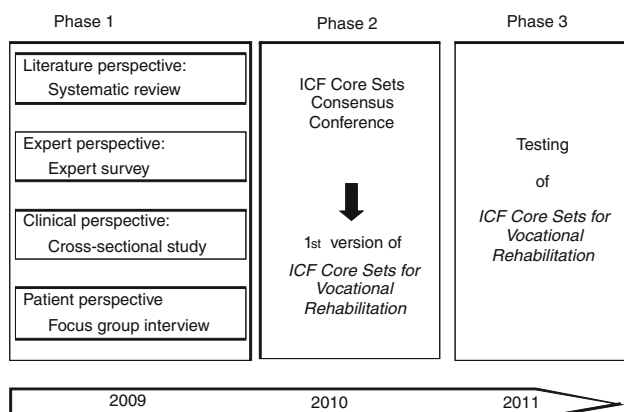 Phase 1
Phase 2
Phase 3
Literature perspective:
Systematic review
Expert perspective:
Expert survey
Clinical perspective:
Cross-sectional study
Patient perspective
Focus group interview
ICF Core Sets
Consensus
Conference
1st version of
ICF Core Sets for
Vocational
Rehabilitation
Testing
of
ICF Core Sets for
Vocational
Rehabilitation
2009
2010
2011